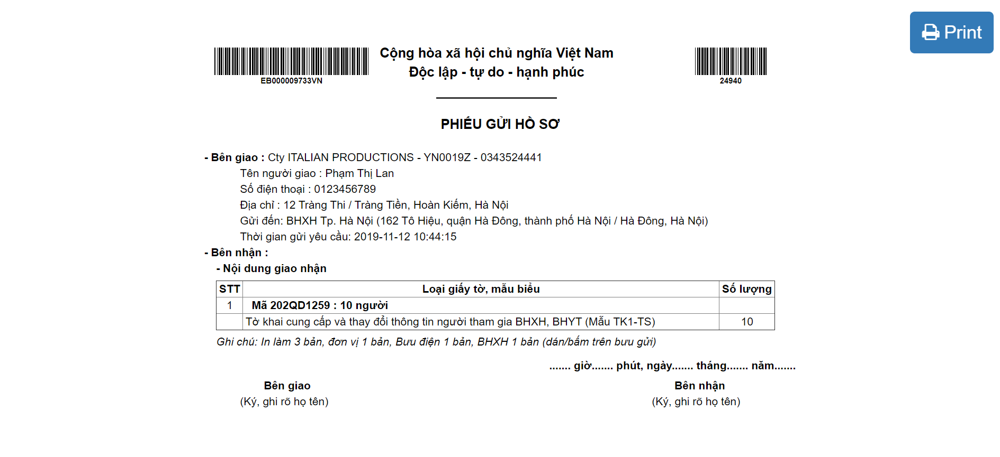 Print
Cộng hòa xã hội chủ nghĩa Việt Nam
Độc lập - tự do - hạnh phúc
EB000009733VN
24940
PHIẾU GỬI HỒ SƠ
- Bên giao : Cty ITALIAN PRODUCTIONS - YN0019Z - 0343524441
Tên người giao : Phạm Thị Lan
Số điện thoại : 0123456789
Địa chỉ : 12 Tràng Thi / Tràng Tiền, Hoàn Kiếm, Hà Nội
Gửi đến: BHXH Tp. Hà Nội (162 Tô Hiệu, quận Hà Đông, thành phố Hà Nội / Hà Đông, Hà Nội)
Thời gian gửi yêu cầu: 2019-11-12 10:44:15
- Bên nhận :
- Nội dung giao nhận
STT Loại giấy tờ, mẫu biểu Số lượng
1 Mã 202QD1259 : 10 người
Tờ khai cung cấp và thay đổi thông tin người tham gia BHXH, BHYT (Mẫu TK1-TS) 10
Ghi chú: In làm 3 bản, đơn vị 1 bản, Bưu điện 1 bản, BHXH 1 bản (dán/bấm trên bưu gửi)
....... giờ....... phút, ngày....... tháng....... năm.......
Bên giao Bên nhận
(Ký, ghi rõ họ tên) (Ký, ghi rõ họ tên)